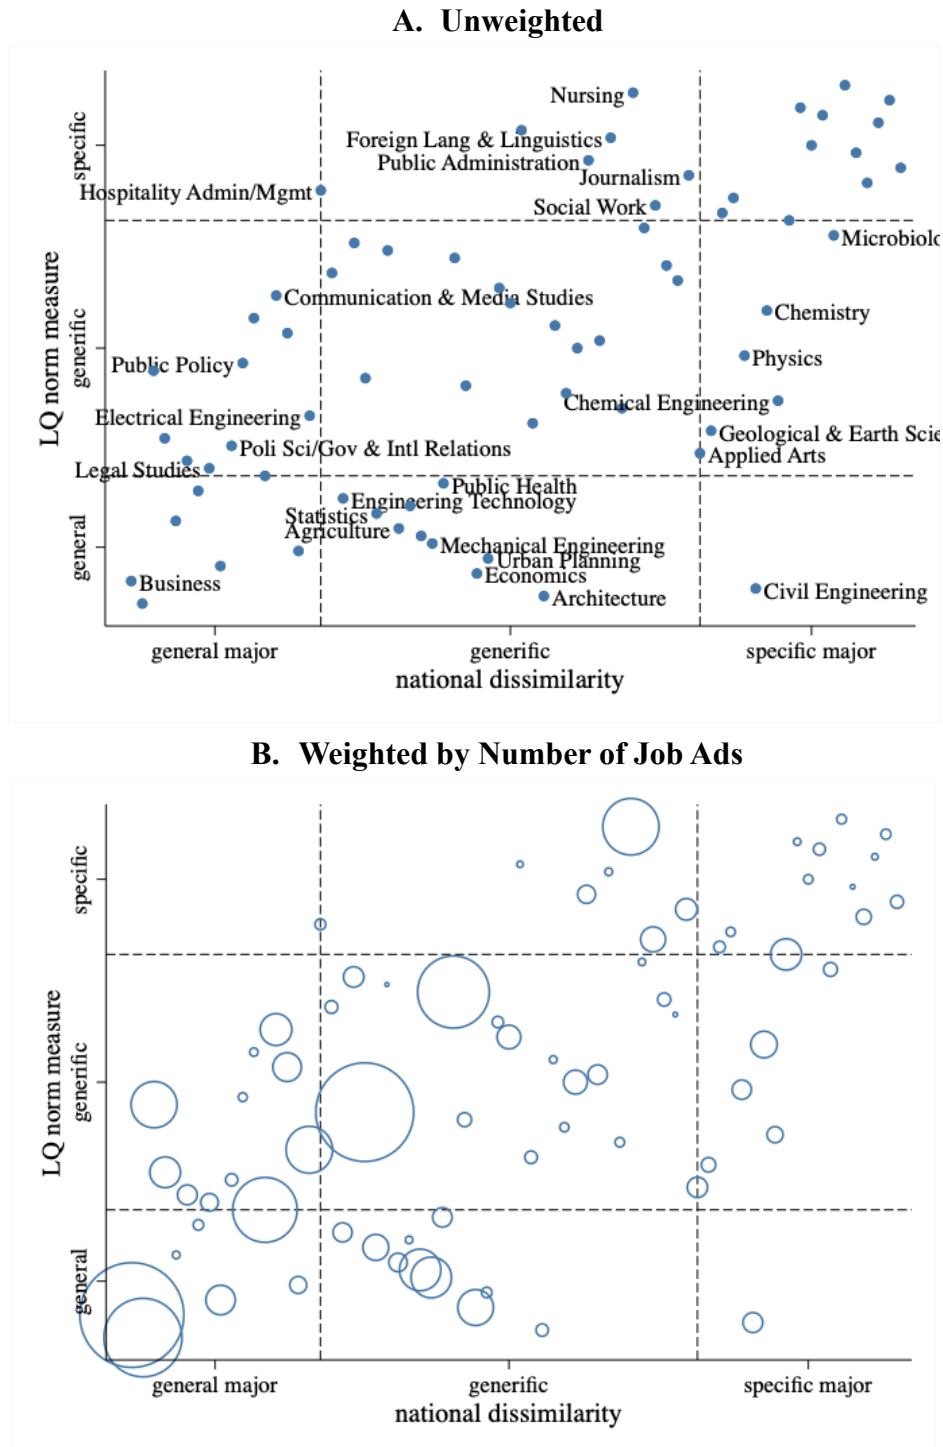 A. Unweighted
Nursing
Foreign Lang & Linguistics
Public Administration
Journalism
Hospitality Admin/Mgmt
Social Work
Microbiolo
Communication & Media Studies
Chemistry
Physics
Public Policy
Chemical Engineering
Electrical Engineering
Geological & Earth Scie
Poli Sci/Gov & Intl Relations
Applied Arts
Legal Studies
Public Health
Engineering Technology
Statistics
Agriculture
Mechanical Engineering
Urban Planning
Economics
Business
Civil Engineering
Architecture
specific
generific
general
LQ norm measure
general major
generific
specific major
national dissimilarity
B. Weighted by Number of Job Ads
specific
generific
general
LQ norm measure
general major
generific
specific major
national dissimilarity